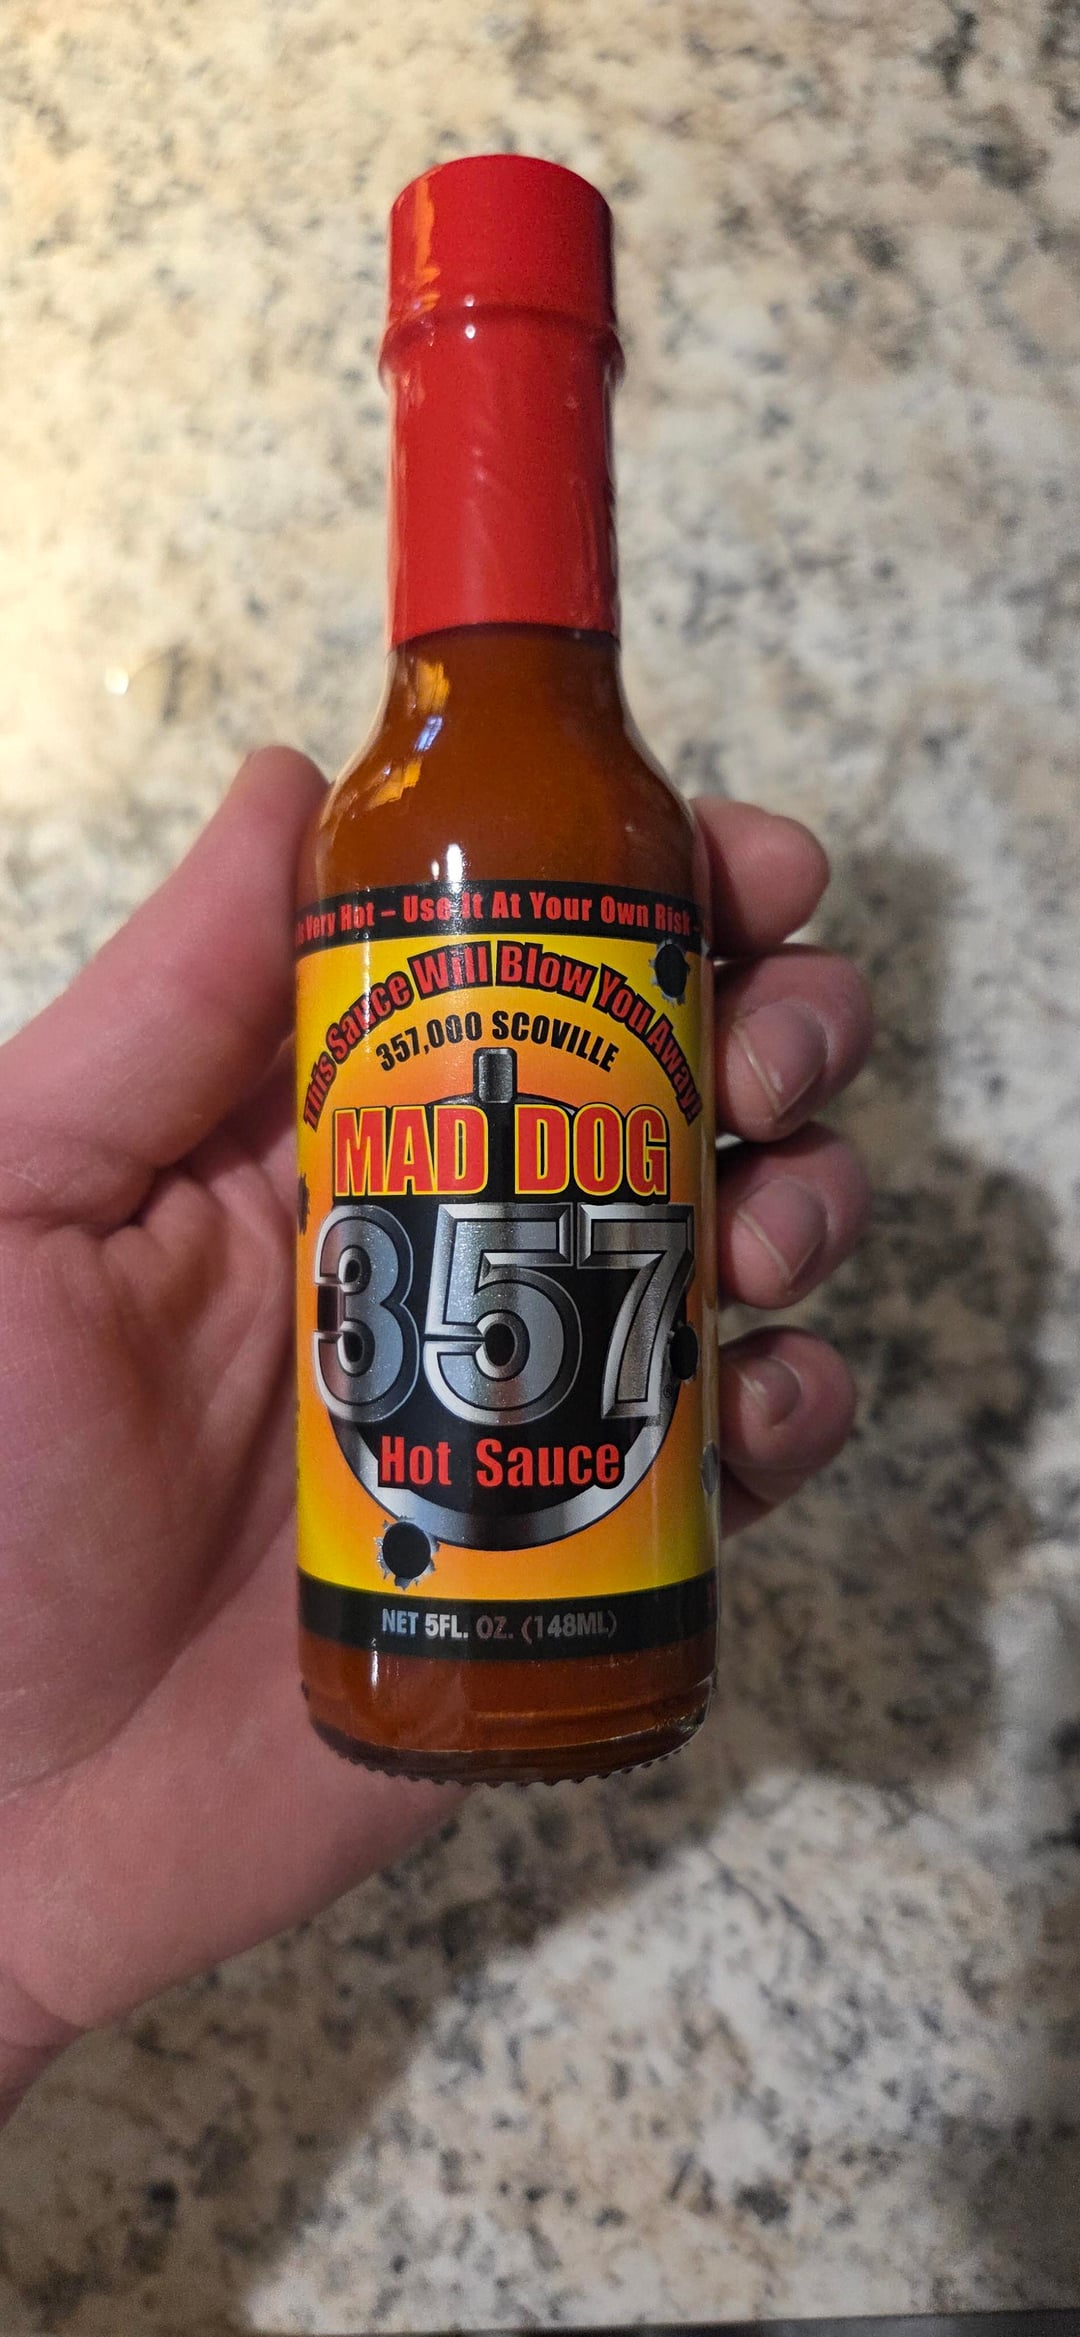 Very Hot – Use It At Your Own Risk –
This Sauce Will Blow You Away!
357,000 SCOVILLE
MAD DOG
357
®
Hot Sauce
NET 5FL. OZ. (148ML)